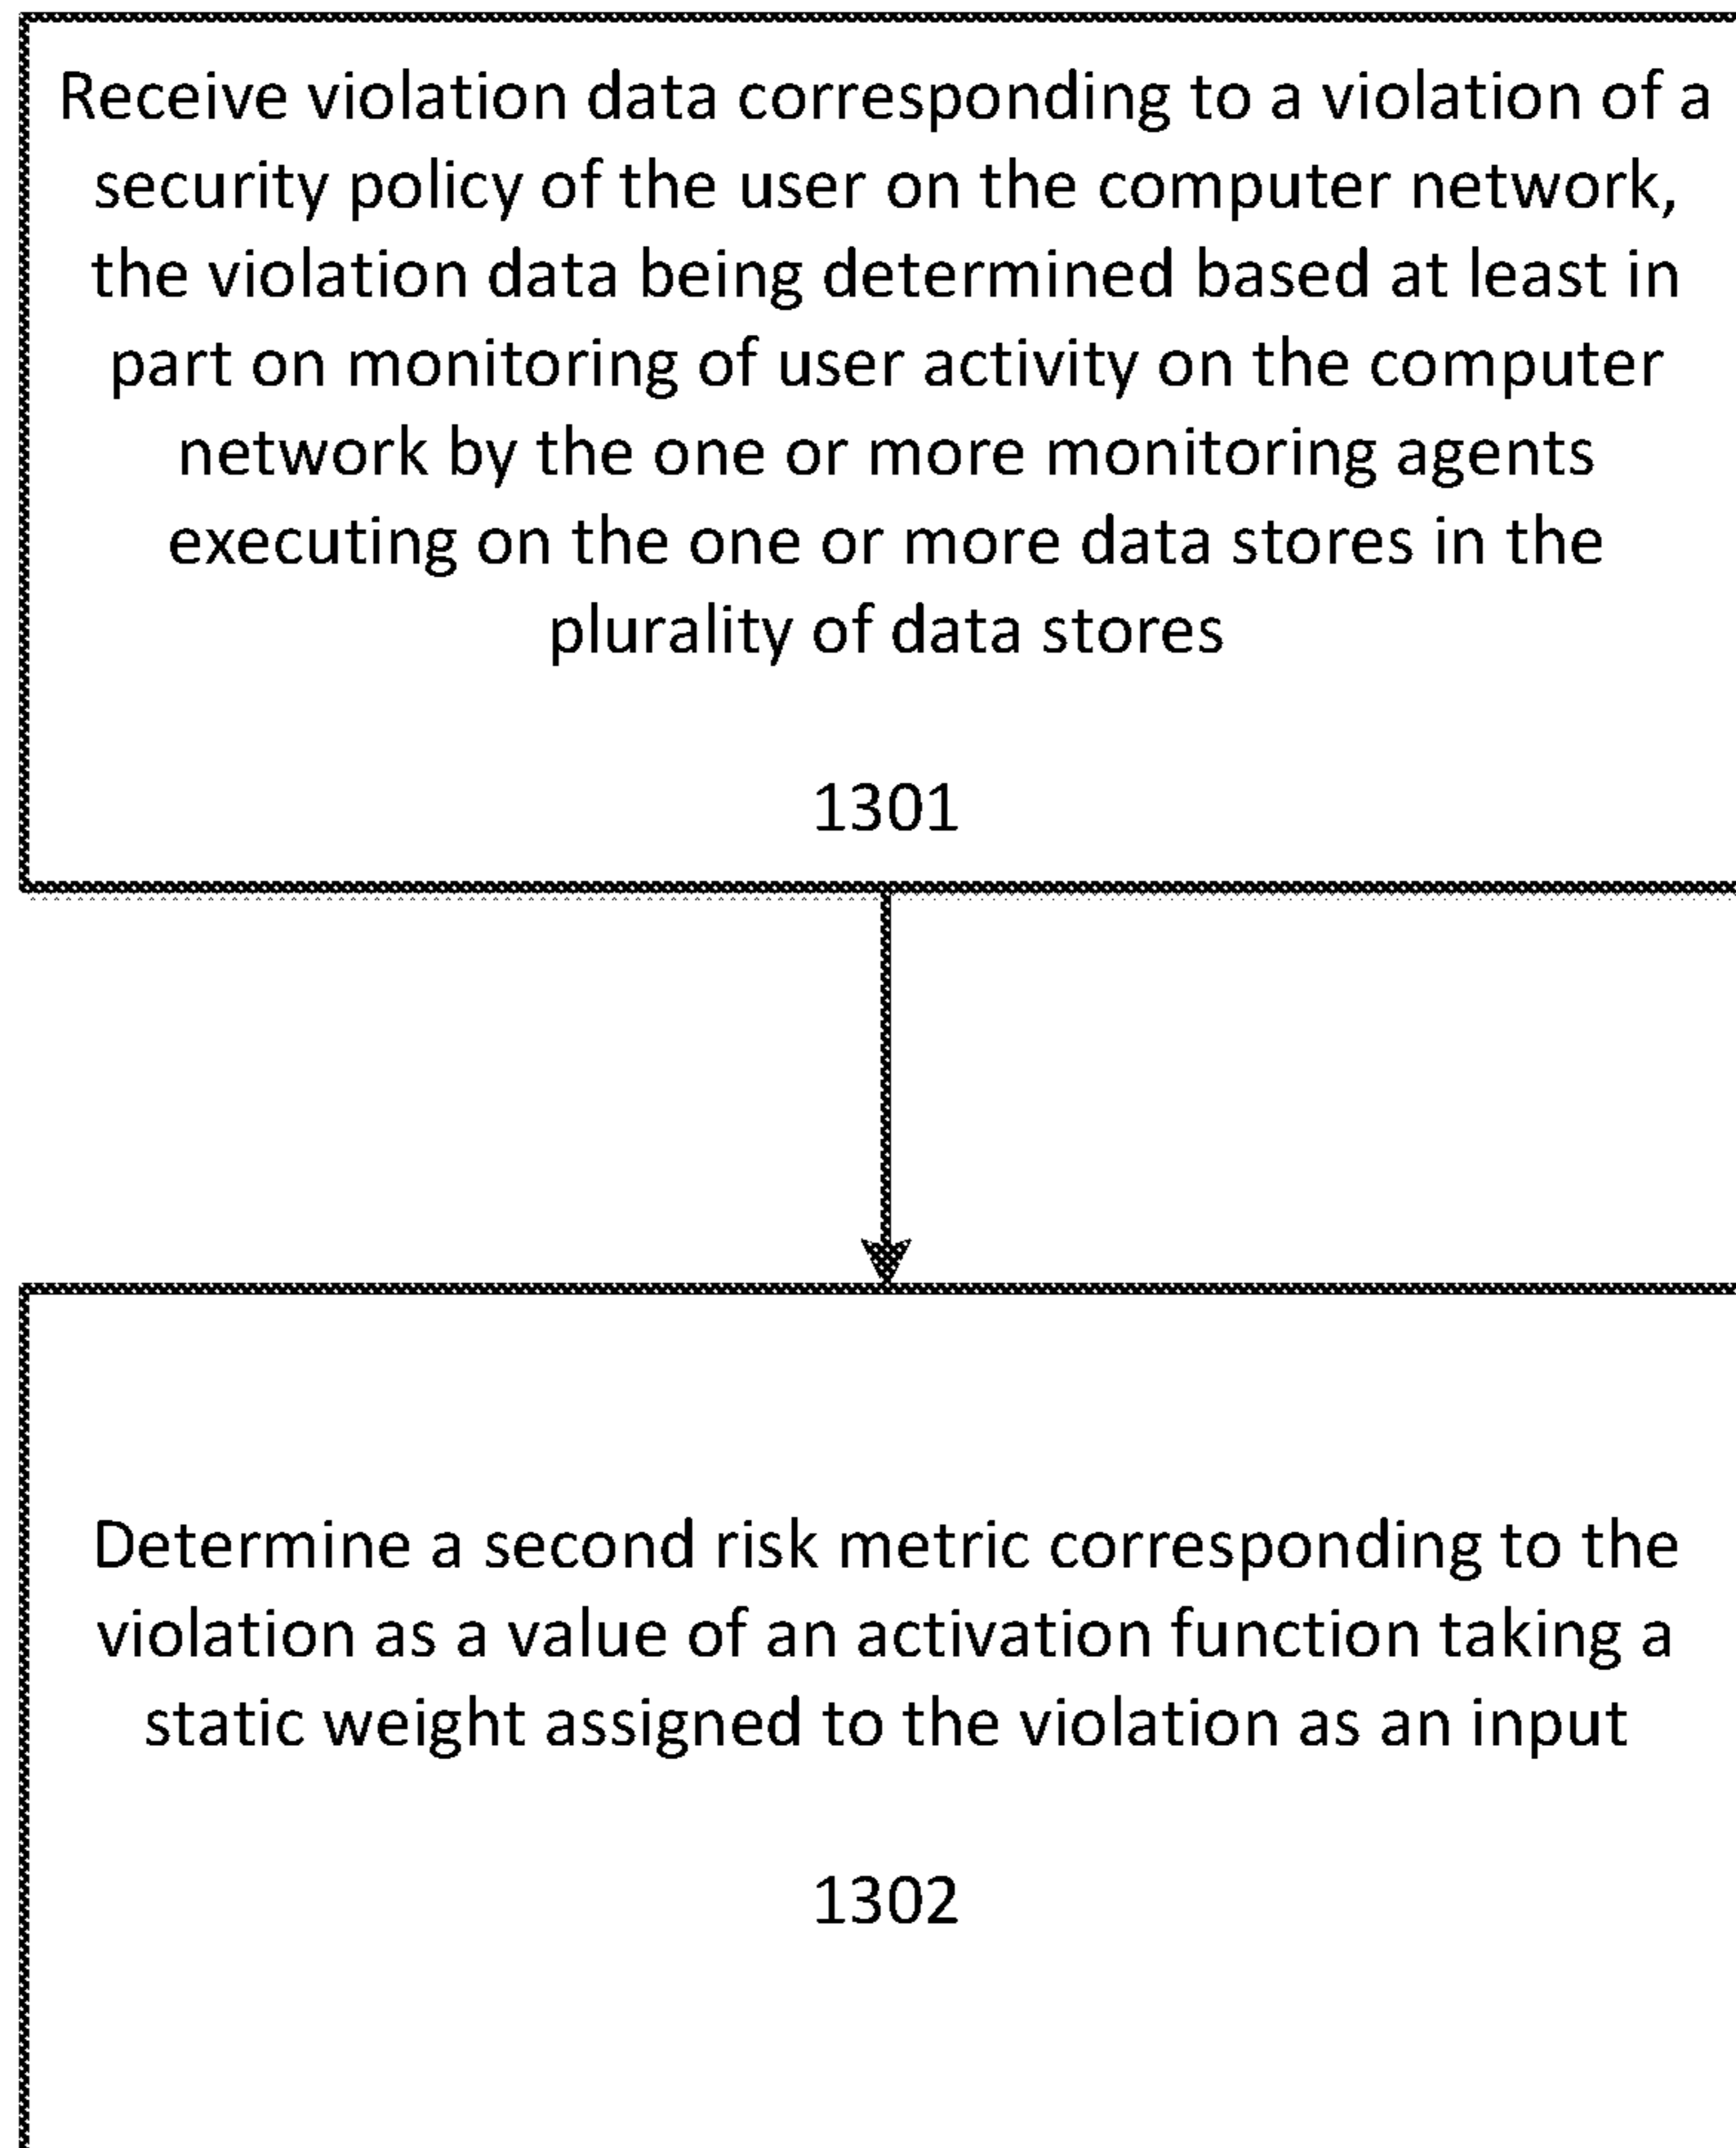 Receive violation data corresponding to a violation of a
security policy of the user on the computer network,
the violation data being determined based at least in
part on monitoring of user activity on the computer
network by the one or more monitoring agents
executing on the one or more data stores in the
plurality of data stores
1301
Determine a second risk metric corresponding to the
violation as a value of an activation function taking a
static weight assigned to the violation as an input
1302